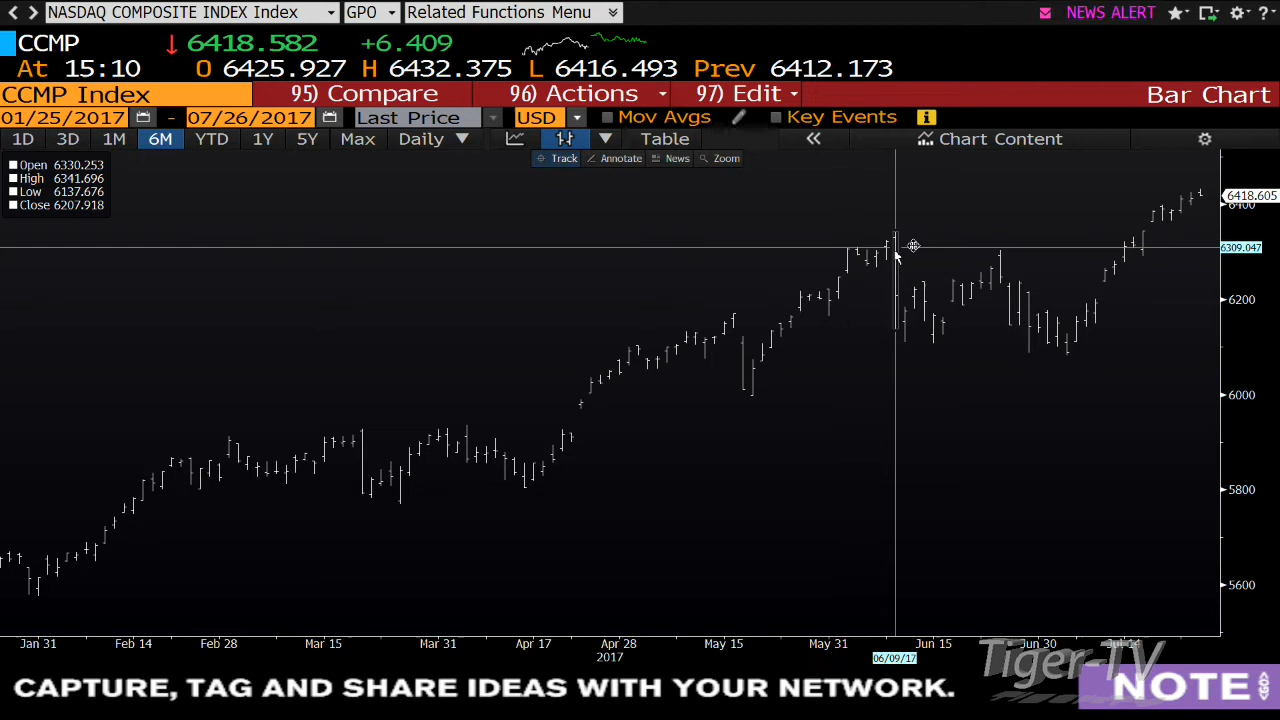 NASDAQ COMPOSITE INDEX Index GPO Related Functions Menu NEWS ALERT ?
CCMP 6418.582 +6.409
At 15:10 O 6425.927 H 6432.375 L 6416.493 Prev 6412.173
CCMP Index 95) Compare 96) Actions 97) Edit Bar Chart
01/25/2017 - 07/26/2017 Last Price USD Mov Avgs Key Events
1D 3D 1M 6M YTD 1Y 5Y Max Daily Table Chart Content
Track Annotate News Zoom
Open 6330.253
High 6341.696
Low 6137.676
Close 6207.918
6418.605
6400
6309.047
6200
6000
5800
5600
Jan 31 Feb 14 Feb 28 Mar 15 Mar 31 Apr 17 Apr 28 May 15 May 31 Jun 15 Jun 30 Jul 14
2017 06/09/17
Tiger-TV
CAPTURE, TAG AND SHARE IDEAS WITH YOUR NETWORK. NOTE